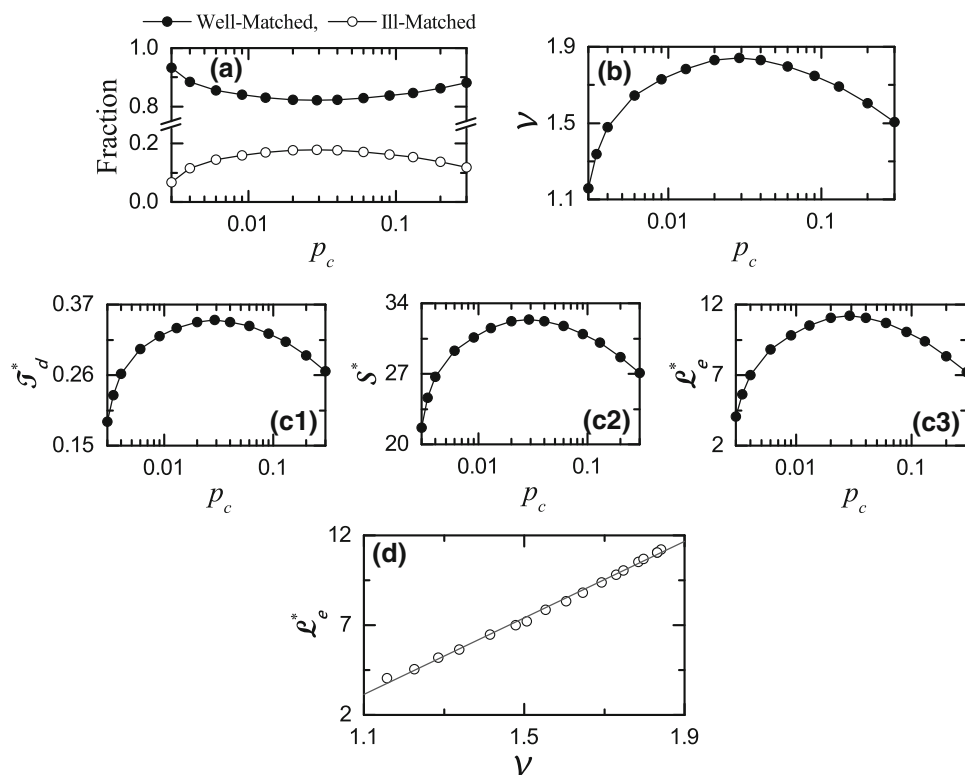 Well-Matched, Ill-Matched
(a)
Fraction
1.0
0.8
0.2
0.0
0.01 0.1
p_c
(b)
ν
1.9
1.5
1.1
0.01 0.1
p_c
(c1)
𝒯*_d
0.37
0.26
0.15
0.01 0.1
p_c
(c2)
𝒮*
34
27
20
0.01 0.1
p_c
(c3)
ℒ*_e
12
7
2
0.01 0.1
p_c
(d)
ℒ*_e
12
7
2
1.1 1.5 1.9
ν